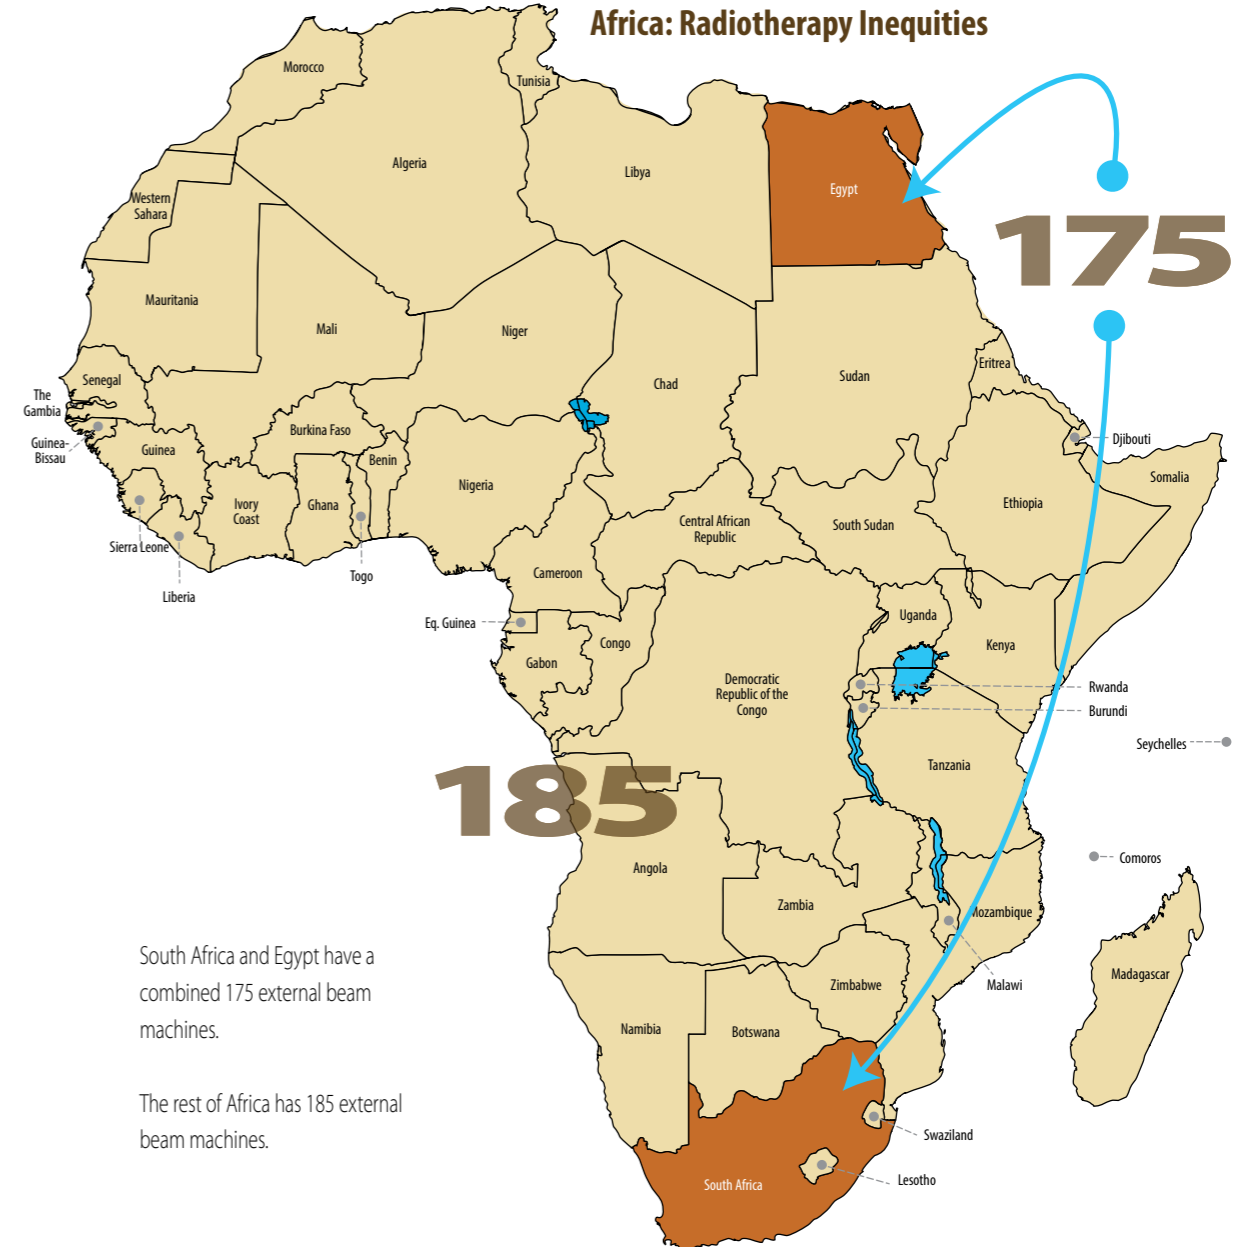 Africa: Radiotherapy Inequities
Morocco
Tunisia
Algeria
Libya
Egypt
Western
Sahara
175
Mauritania
Mali
Niger
Chad
Sudan
Eritrea
Senegal
The
Gambia
Guinea-
Bissau
Guinea
Burkina Faso
Benin
Djibouti
Somalia
Nigeria
Ivory
Coast
Ghana
Ethiopia
Central African
Republic
South Sudan
Sierra Leone
Togo
Liberia
Cameroon
Eq. Guinea
Gabon
Congo
Uganda
Kenya
Democratic
Republic of the
Congo
Rwanda
Burundi
Seychelles
Tanzania
185
Angola
Comoros
Zambia
Mozambique
Malawi
Madagascar
Zimbabwe
Namibia
Botswana
South Africa and Egypt have a
combined 175 external beam
machines.
The rest of Africa has 185 external
beam machines.
Swaziland
Lesotho
South Africa